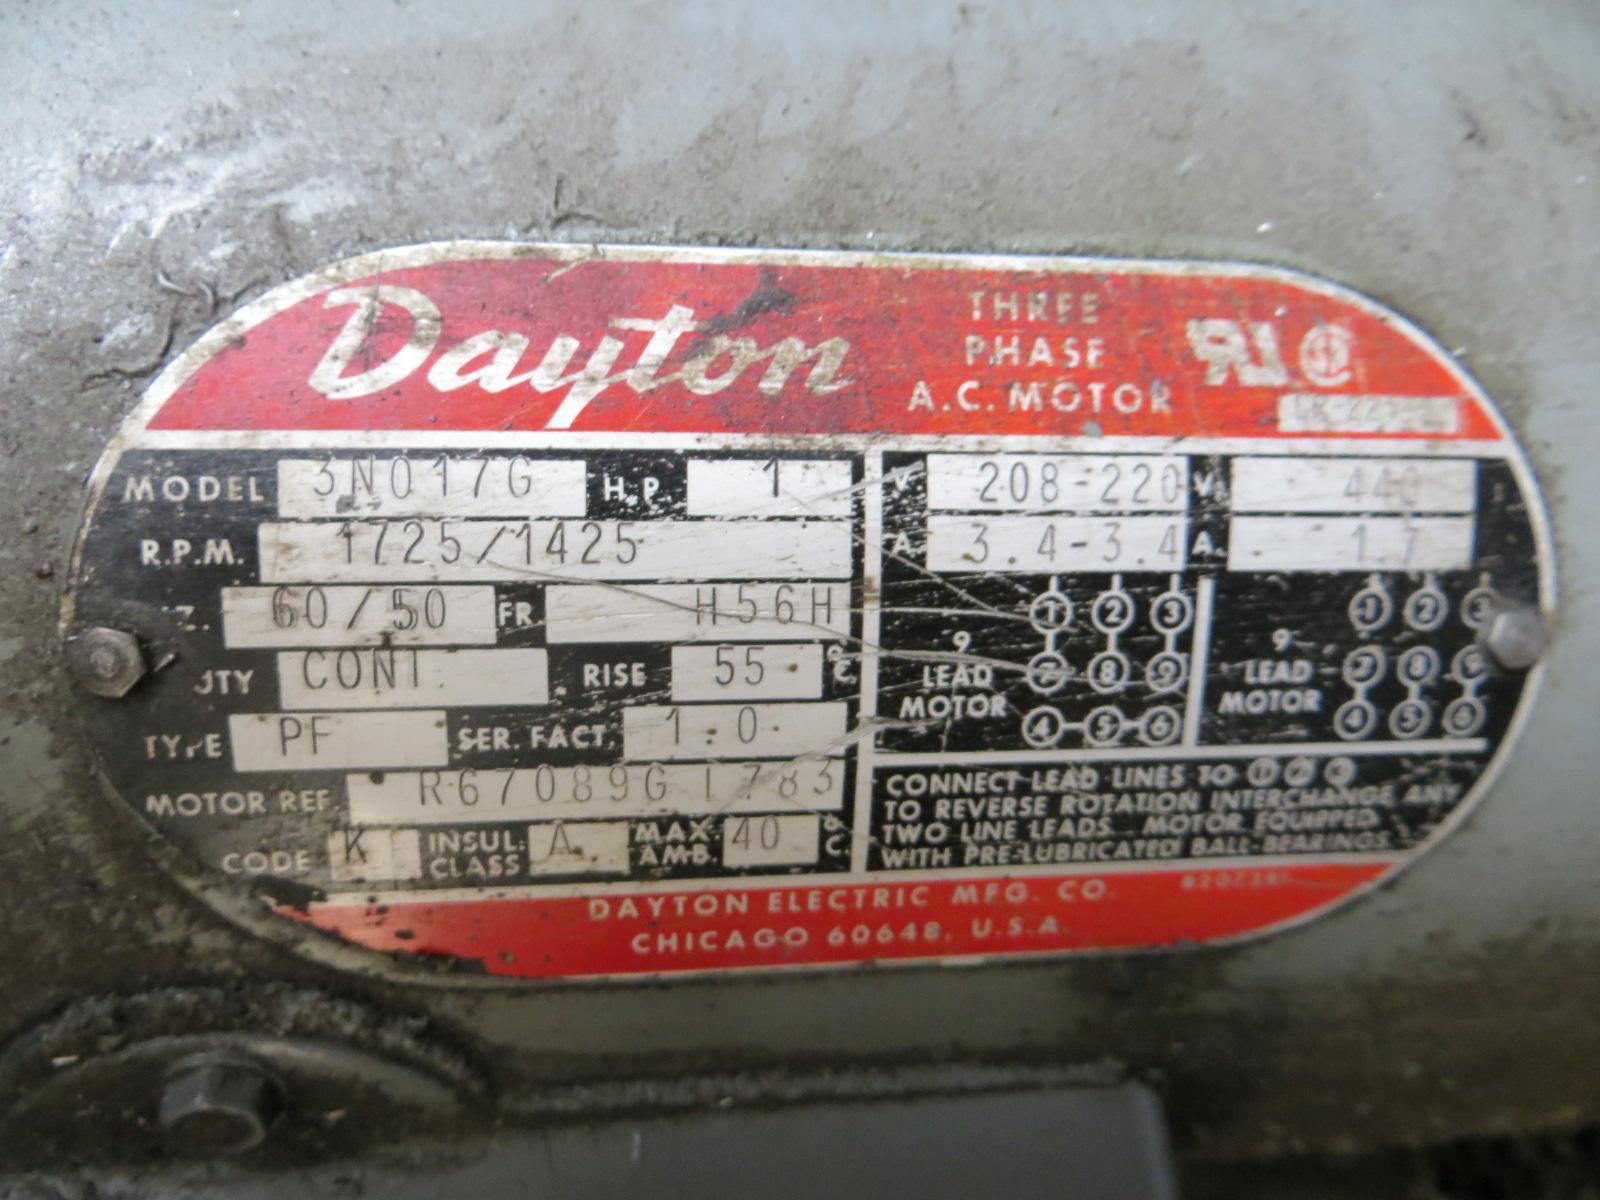 Dayton
THREE
PHASE
A.C. MOTOR
MODEL 3N017G H.P. 1
R.P.M. 1725/1425
Z. 60/50 FR. H56H
UTY CONT. RISE 55 °C.
TYPE PF SER. FACT. 1.0
MOTOR REF. R67089G L783
CODE K INSUL. CLASS A MAX. AMB. 40 °C.
V. 208-220 V. 440
A. 3.4-3.4 A. 1.7
1 2 3
9 LEAD MOTOR
7 8 9
4 5 6
1 2 3
9 LEAD MOTOR
7 8 9
4 5 6
CONNECT LEAD LINES TO 1 2 3
TO REVERSE ROTATION INTERCHANGE ANY
TWO LINE LEADS. MOTOR EQUIPPED
WITH PRE-LUBRICATED BALL-BEARINGS.
DAYTON ELECTRIC MFG. CO.
CHICAGO 60648, U.S.A.